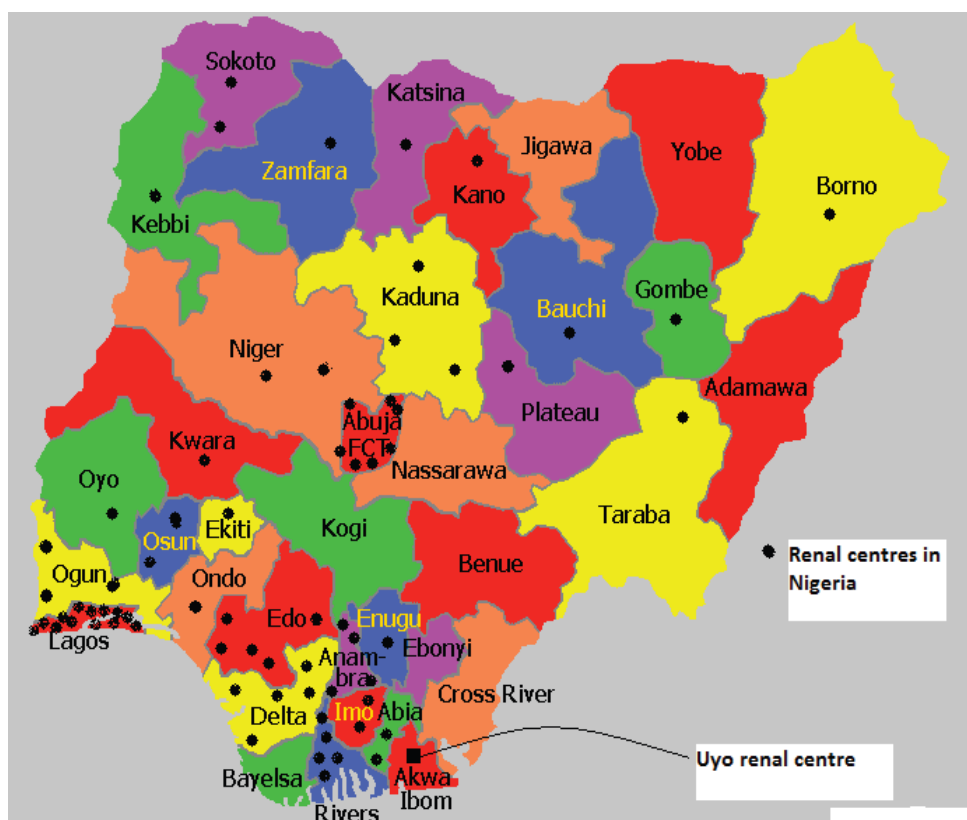 Sokoto
Katsina
Jigawa
Yobe
Zamfara
Kano
Borno
Kebbi
Kaduna
Gombe
Bauchi
Niger
Adamawa
Plateau
Abuja
FCT
Kwara
Nassarawa
Oyo
Taraba
Osun
Ekiti
Kogi
Benue
Renal centres in
Nigeria
Ogun
Ondo
Edo
Enugu
Lagos
Ebonyi
Anam-
bra
Cross River
Delta
Imo
Abia
Uyo renal centre
Bayelsa
Akwa
Ibom
Rivers